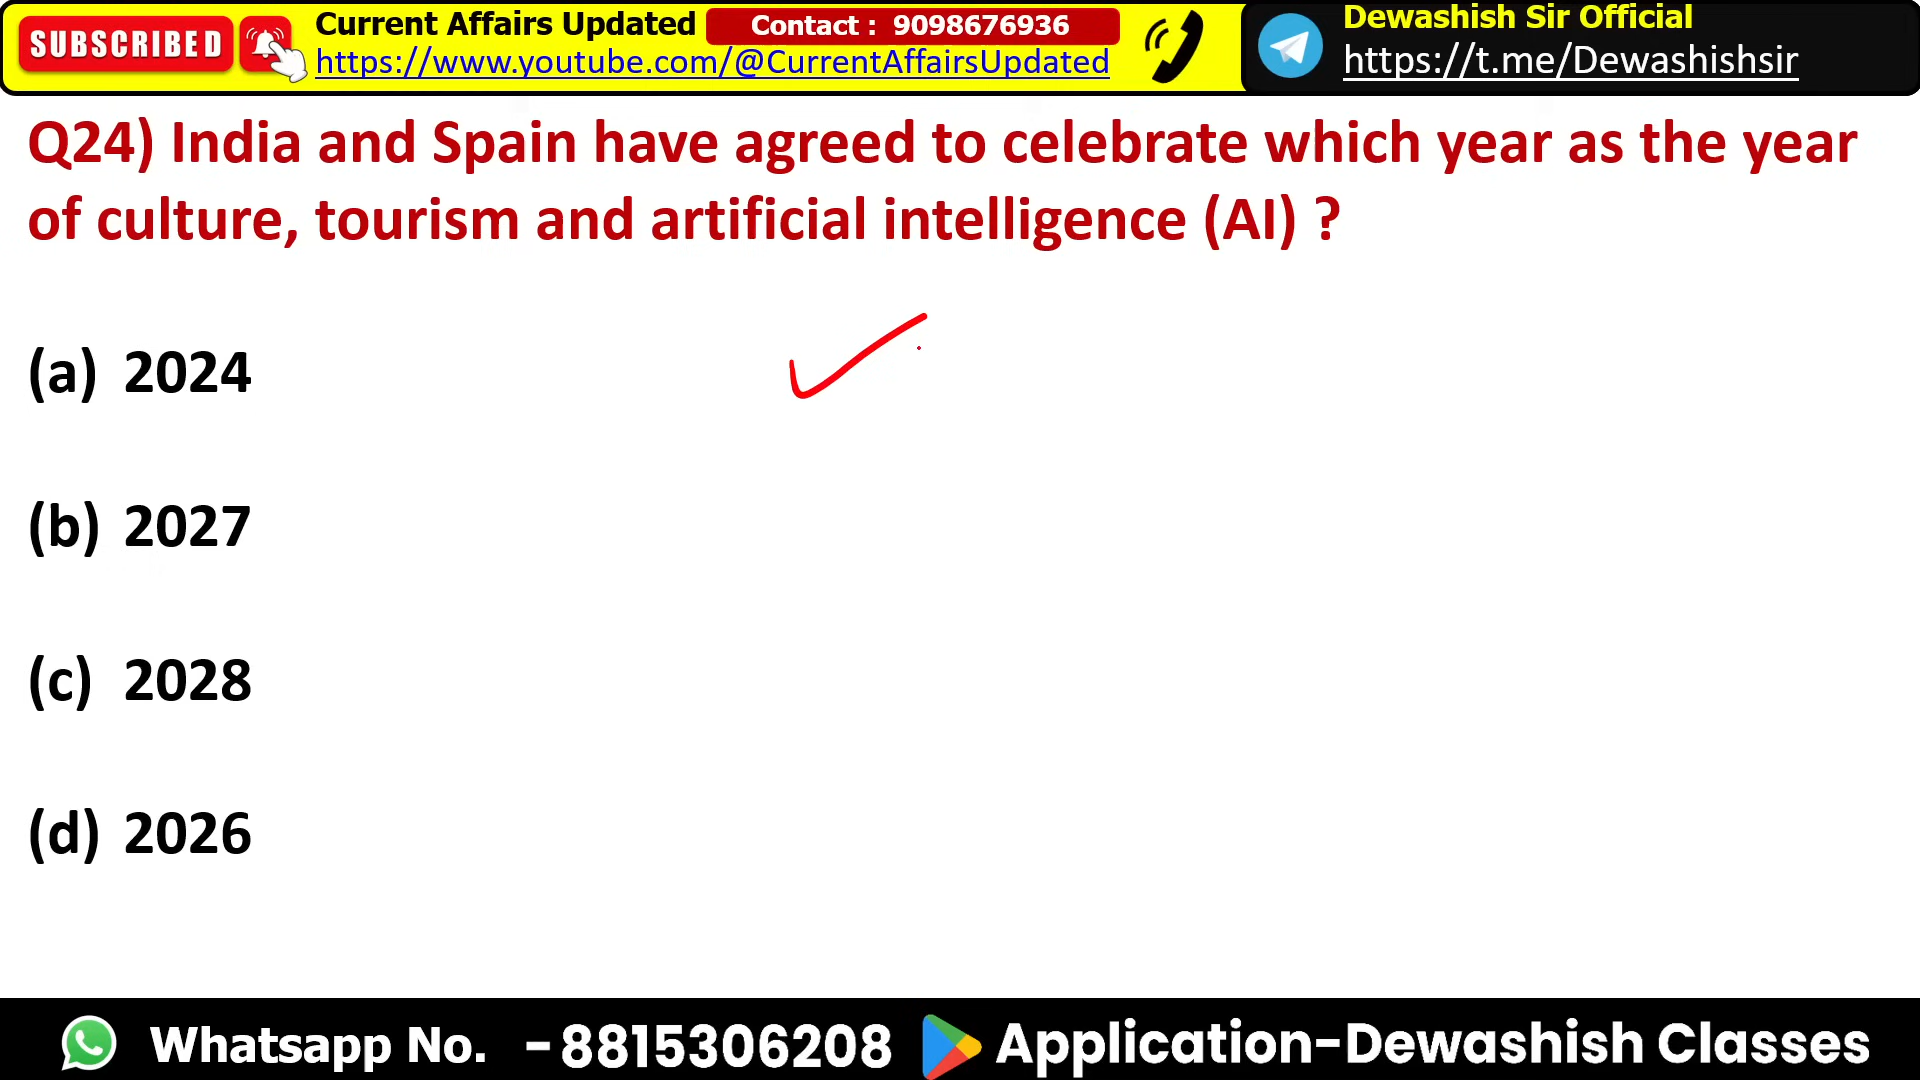 SUBSCRIBED
Current Affairs Updated
Contact : 9098676936
https://www.youtube.com/@CurrentAffairsUpdated
Dewashish Sir Official
https://t.me/Dewashishsir
Q24) India and Spain have agreed to celebrate which year as the year
of culture, tourism and artificial intelligence (AI) ?
(a) 2024
(b) 2027
(c) 2028
(d) 2026
Whatsapp No. -8815306208
Application-Dewashish Classes